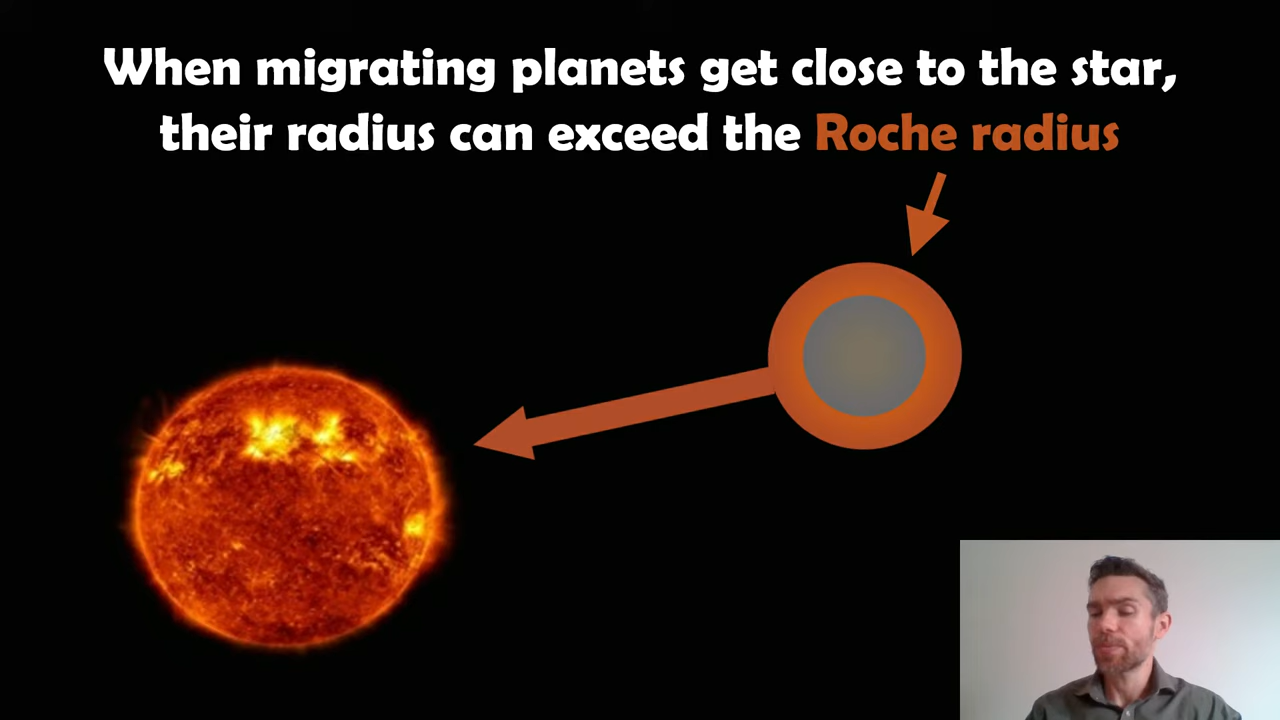 When migrating planets get close to the star,
their radius can exceed the Roche radius